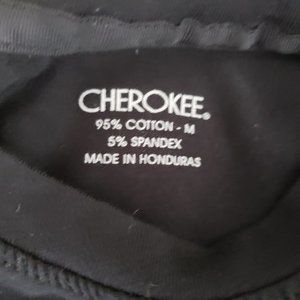 CHEROKEE®
95% COTTON - M
5% SPANDEX
MADE IN HONDURAS